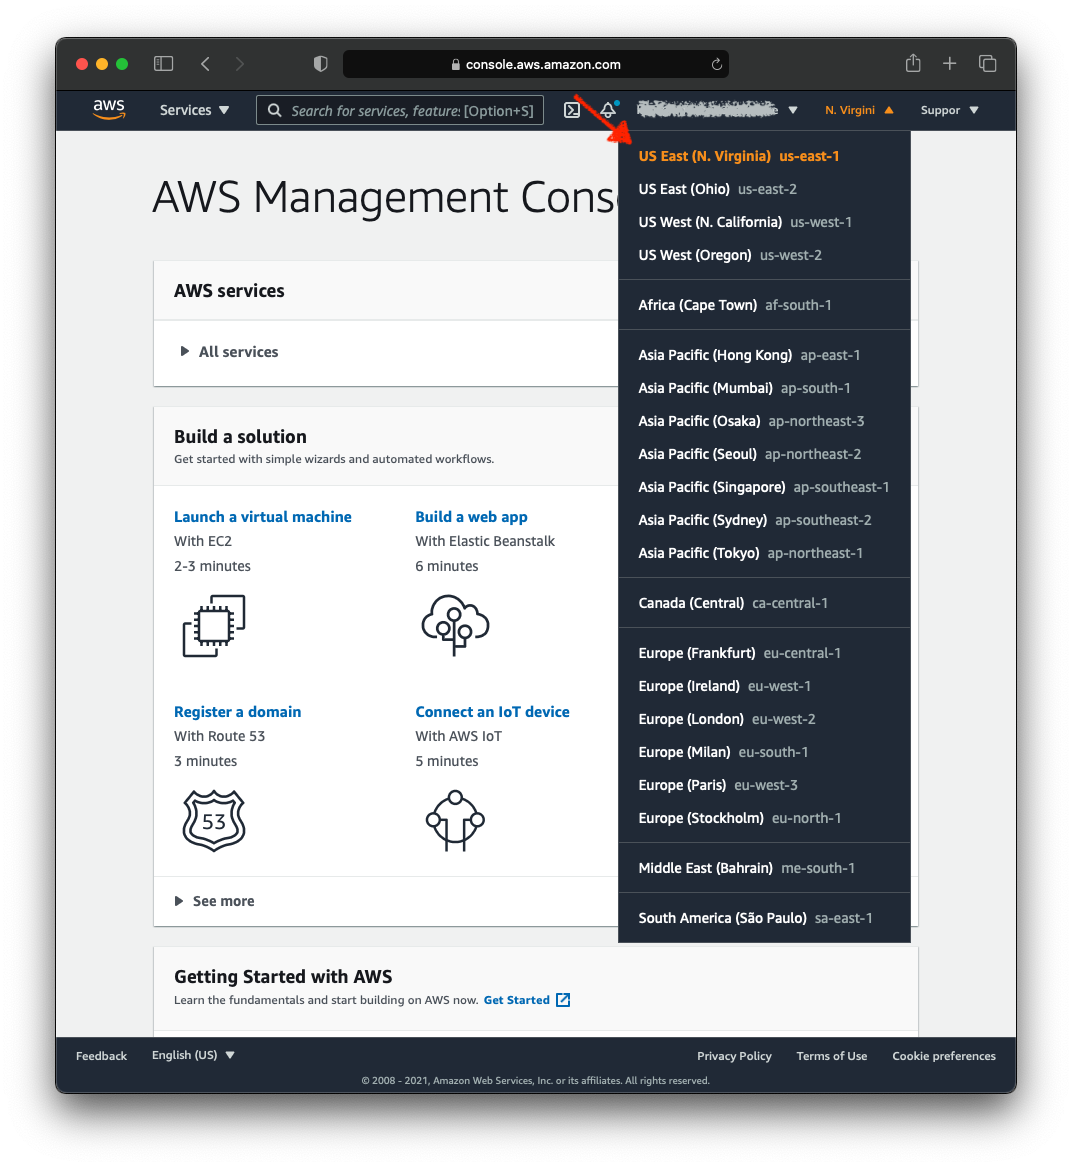 console.aws.amazon.com
aws Services Search for services, feature: [Option+S] N. Virgini Suppor
US East (N. Virginia) us-east-1
US East (Ohio) us-east-2
US West (N. California) us-west-1
US West (Oregon) us-west-2
Africa (Cape Town) af-south-1
Asia Pacific (Hong Kong) ap-east-1
Asia Pacific (Mumbai) ap-south-1
Asia Pacific (Osaka) ap-northeast-3
Asia Pacific (Seoul) ap-northeast-2
Asia Pacific (Singapore) ap-southeast-1
Asia Pacific (Sydney) ap-southeast-2
Asia Pacific (Tokyo) ap-northeast-1
Canada (Central) ca-central-1
Europe (Frankfurt) eu-central-1
Europe (Ireland) eu-west-1
Europe (London) eu-west-2
Europe (Milan) eu-south-1
Europe (Paris) eu-west-3
Europe (Stockholm) eu-north-1
Middle East (Bahrain) me-south-1
South America (São Paulo) sa-east-1
AWS Management Cons
AWS services
All services
Build a solution
Get started with simple wizards and automated workflows.
Launch a virtual machine
With EC2
2-3 minutes
Build a web app
With Elastic Beanstalk
6 minutes
Register a domain
With Route 53
3 minutes
53
Connect an IoT device
With AWS IoT
5 minutes
See more
Getting Started with AWS
Learn the fundamentals and start building on AWS now. Get Started
Feedback English (US) Privacy Policy Terms of Use Cookie preferences
© 2008 - 2021, Amazon Web Services, Inc. or its affiliates. All rights reserved.